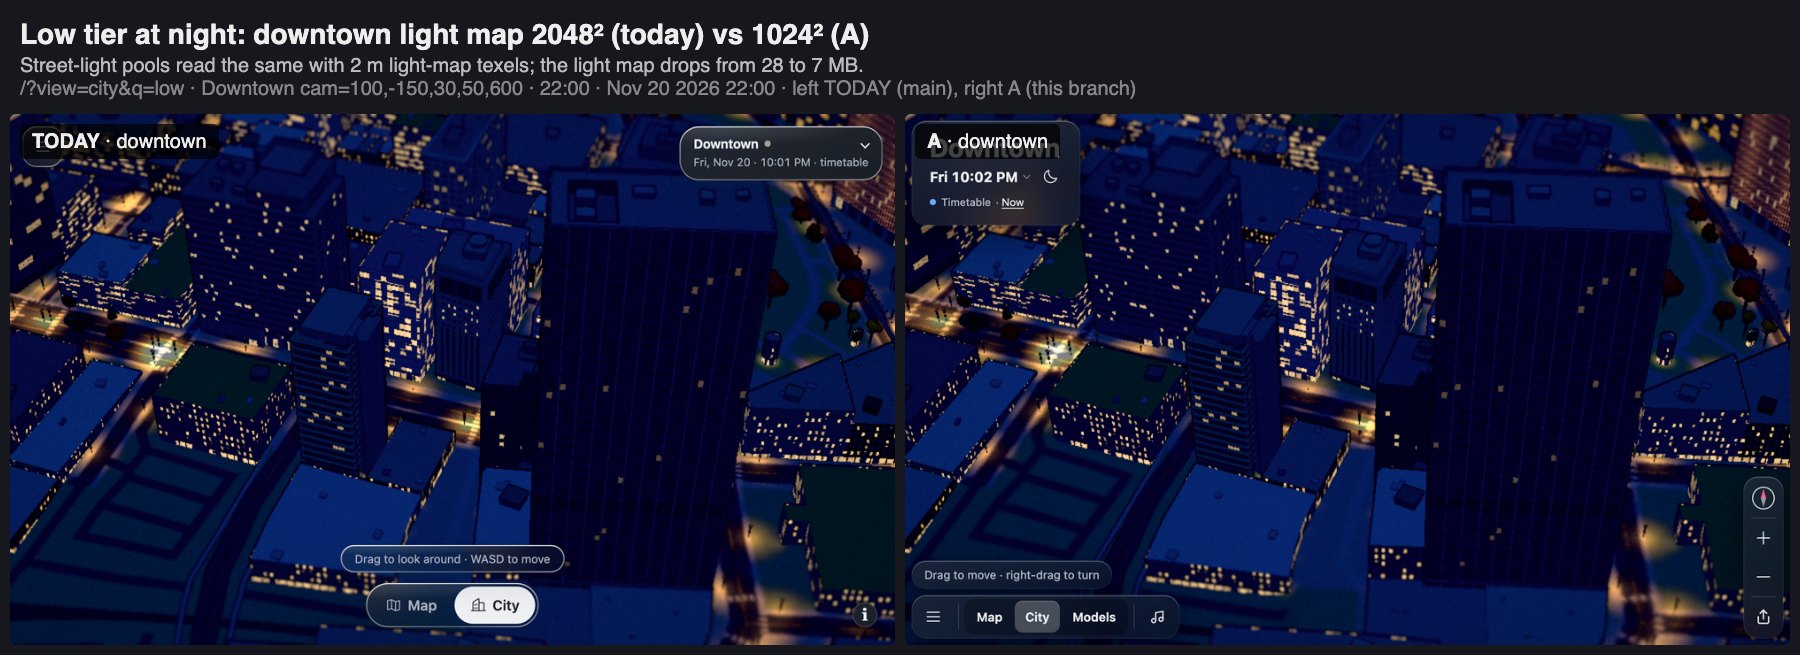 Low tier at night: downtown light map 2048² (today) vs 1024² (A)
Street-light pools read the same with 2 m light-map texels; the light map drops from 28 to 7 MB.
/?view=city&q=low · Downtown cam=100,-150,30,50,600 · 22:00 · Nov 20 2026 22:00 · left TODAY (main), right A (this branch)
TODAY · downtown
Downtown
Fri, Nov 20 · 10:01 PM · timetable
Drag to look around · WASD to move
Map City
A · downtown
Downtown
Fri 10:02 PM
Timetable · Now
Drag to move · right-drag to turn
Map City Models